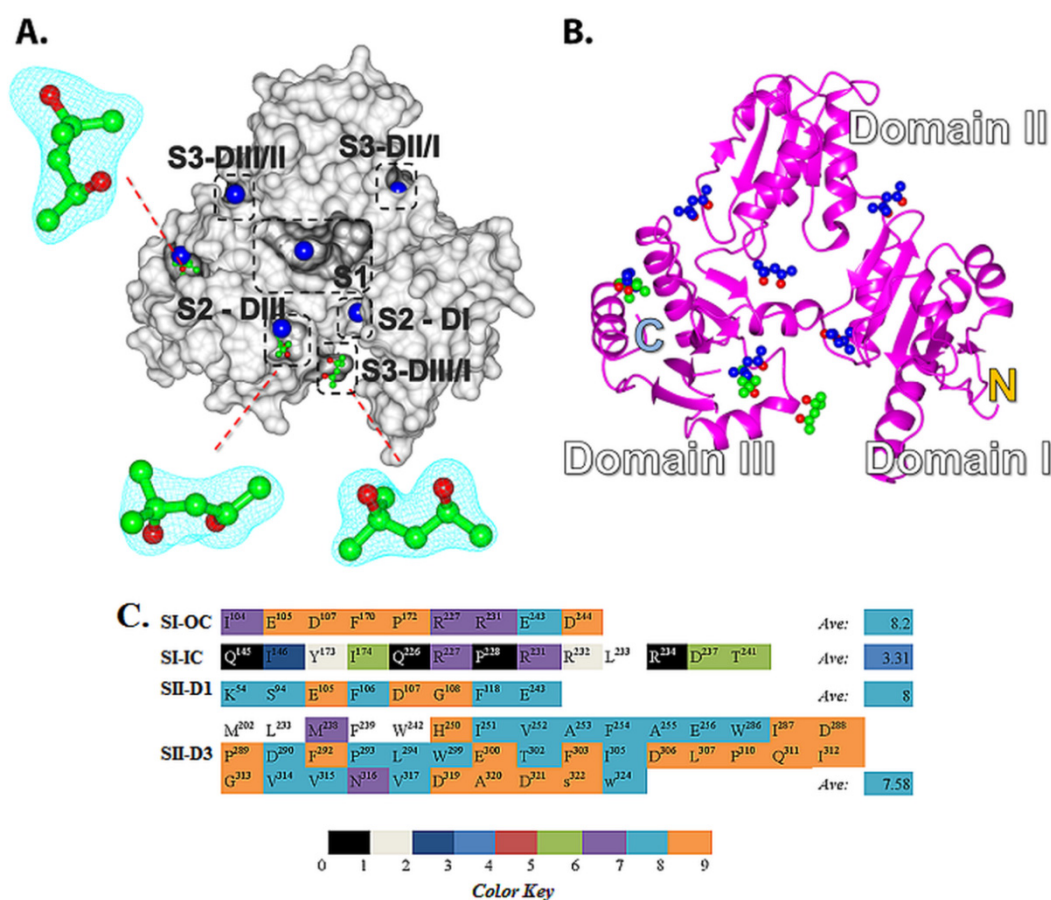 A.
B.
S3-DIII/II
S3-DII/I
S1
S2 - DIII
S2 - DI
S3-DIII/I
Domain II
C
N
Domain III
Domain I
C.
SI-OC I104 E105 D107 F170 P172 R227 R231 E243 D244 Ave: 8.2
SI-IC Q145 I146 Y173 I174 Q226 R227 P228 R231 R232 L233 R234 D237 T241 Ave: 3.31
SII-D1 K54 S94 E105 F106 D107 G108 F318 E243 Ave: 8
M202 L233 M238 F239 W242 H250 I251 V252 A253 F254 A255 E256 W286 I287 D288
SII-D3 P289 D290 F292 P293 L294 W299 E300 T302 F303 I305 D306 L307 P310 Q311 I312
G313 V314 V315 N316 V317 D319 A320 D321 s322 w324 Ave: 7.58
0 1 2 3 4 5 6 7 8 9
Color Key